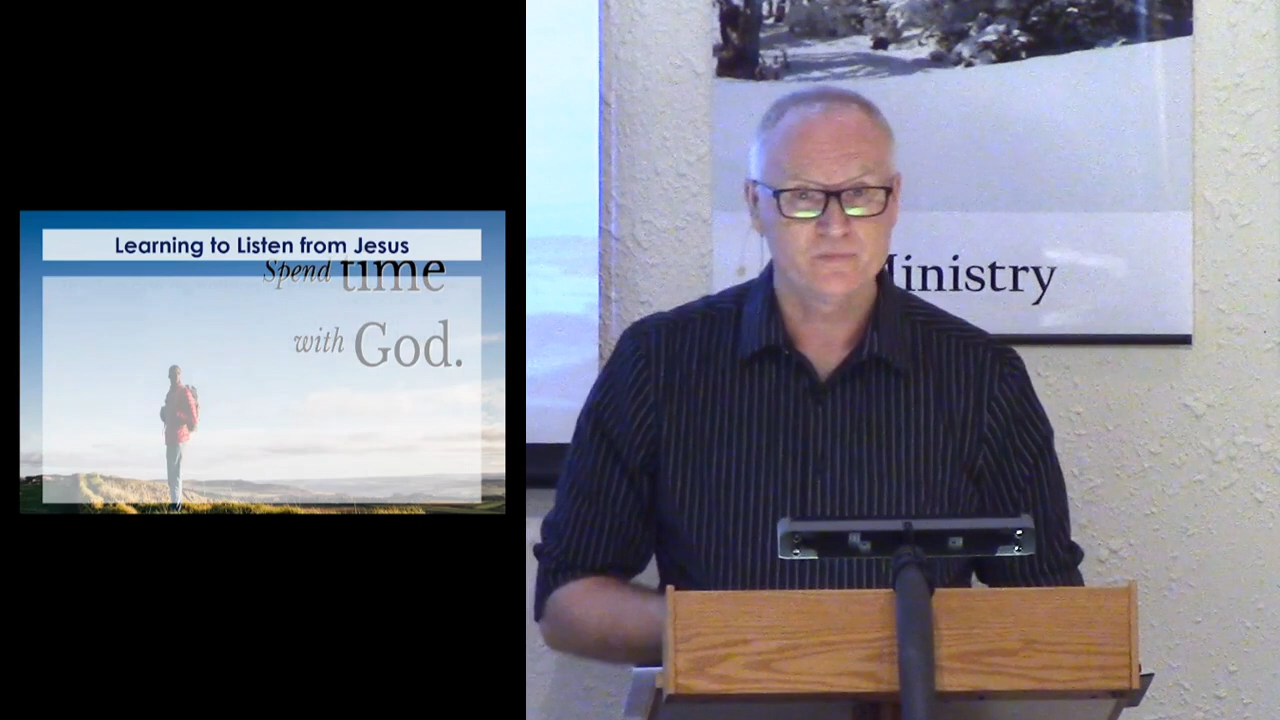 Learning to Listen from Jesus
Spend time
with God.
inistry